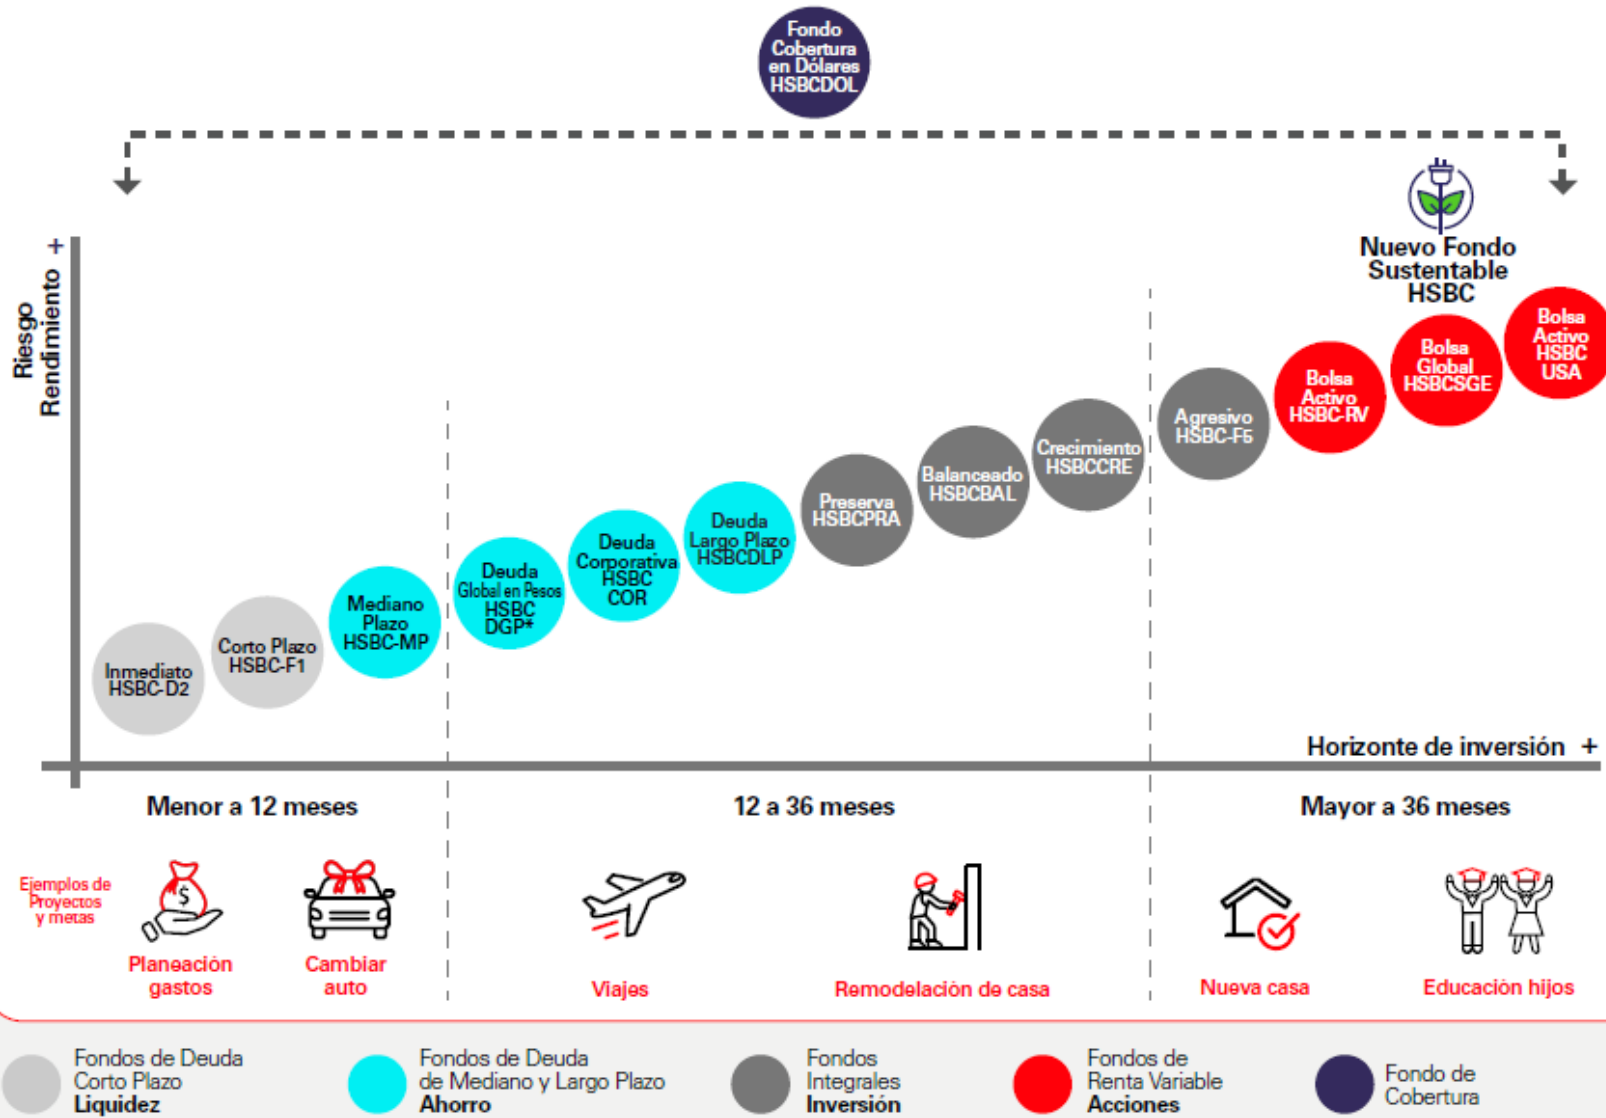 Fondo
Cobertura
en Dólares
HSBCDOL
Nuevo Fondo
Sustentable
HSBC
+
Riesgo
Rendimiento
Inmediato
HSBC-D2
Corto Plazo
HSBC-F1
Mediano
Plazo
HSBC-MP
Deuda
Global en Pesos
HSBC
DGP*
Deuda
Corporativa
HSBC
COR
Deuda
Largo Plazo
HSBCDLP
Preserva
HSBCPRA
Balanceado
HSBCBAL
Crecimiento
HSBCCRE
Agresivo
HSBC-F5
Bolsa
Activo
HSBC-RV
Bolsa
Global
HSBCSGE
Bolsa
Activo
HSBC
USA
Horizonte de inversión +
Menor a 12 meses
12 a 36 meses
Mayor a 36 meses
Ejemplos de
Proyectos
y metas
$
Planeación
gastos
Cambiar
auto
Viajes
Remodelación de casa
Nueva casa
Educación hijos
Fondos de Deuda
Corto Plazo
Liquidez
Fondos de Deuda
de Mediano y Largo Plazo
Ahorro
Fondos
Integrales
Inversión
Fondos de
Renta Variable
Acciones
Fondo de
Cobertura